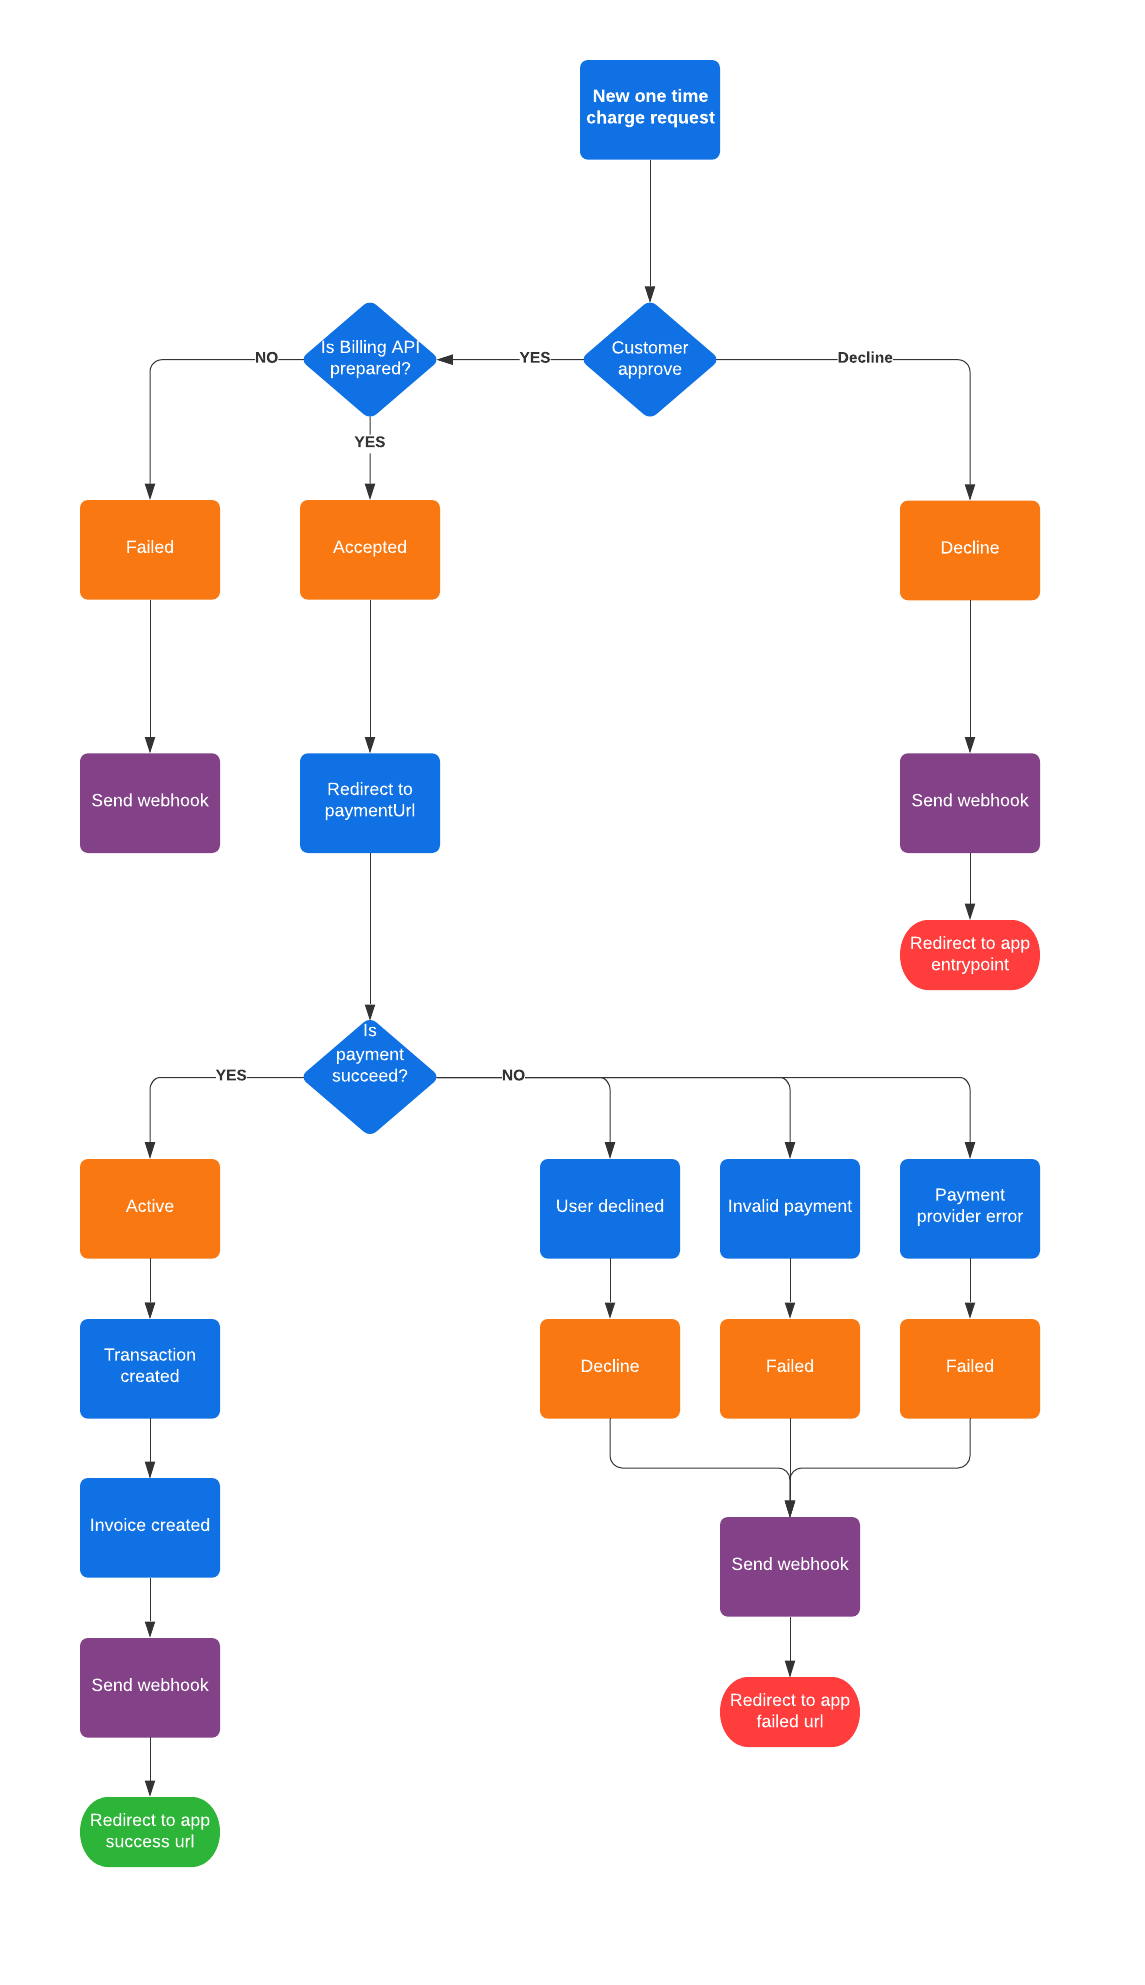 New one time
charge request
Is Billing API
prepared?
Customer
approve
NO
YES
Decline
YES
Failed
Accepted
Decline
Send webhook
Redirect to
paymentUrl
Send webhook
Redirect to app
entrypoint
Is
payment
succeed?
YES
NO
Active
User declined
Invalid payment
Payment
provider error
Transaction
created
Decline
Failed
Failed
Invoice created
Send webhook
Send webhook
Redirect to app
failed url
Redirect to app
success url